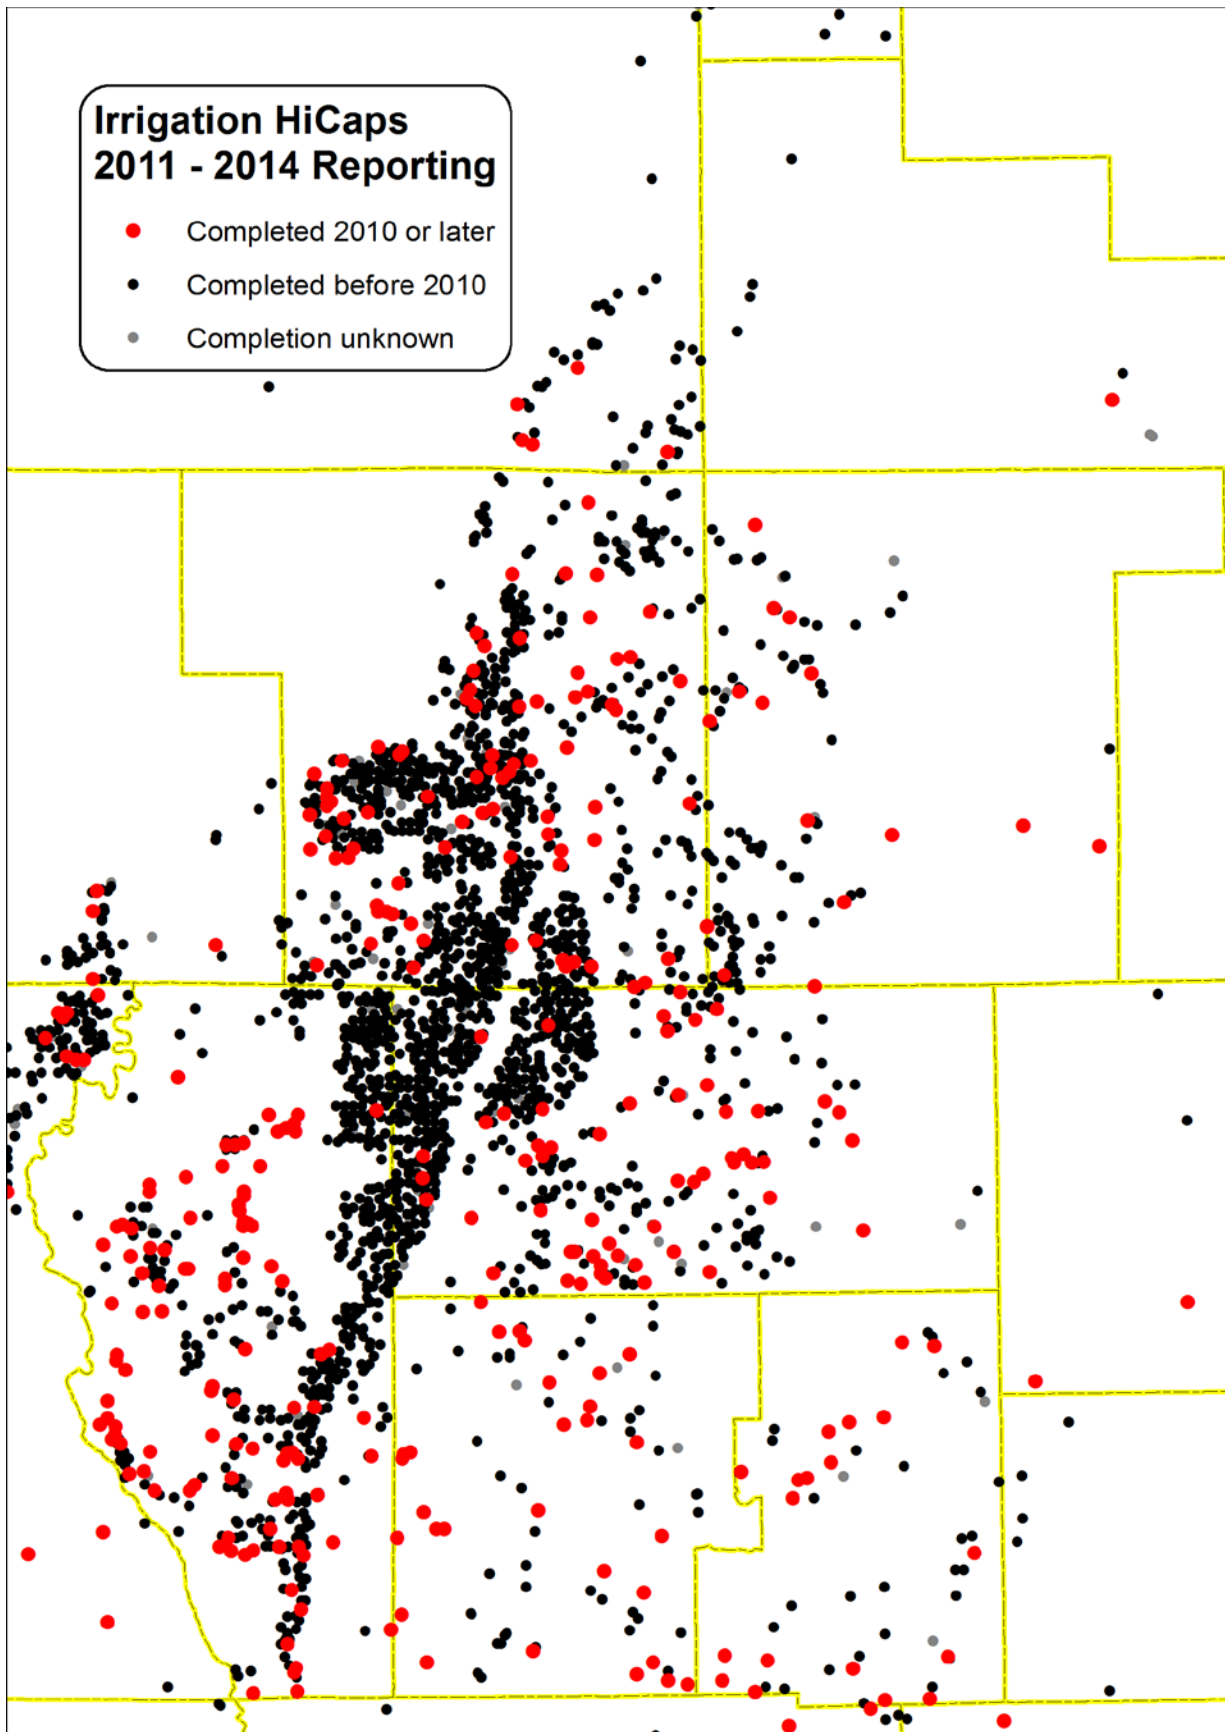 Irrigation HiCaps
2011 - 2014 Reporting
Completed 2010 or later
Completed before 2010
Completion unknown